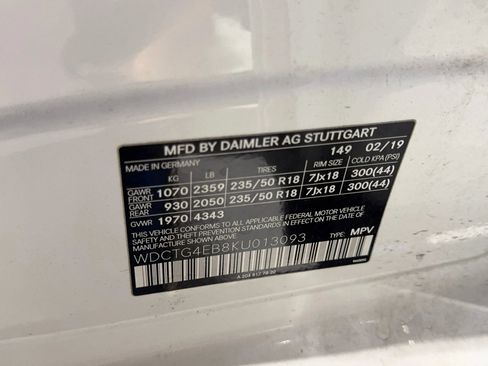 MFD BY DAIMLER AG STUTTGART
149 02/19
MADE IN GERMANY
KG LB TIRES RIM SIZE COLD KPA (PSI)
GAWR FRONT 1070 2359 235/50 R18 7Jx18 300(44)
GAWR REAR 930 2050 235/50 R18 7Jx18 300(44)
GVWR 1970 4343
THIS VEHICLE CONFORMS TO ALL APPLICABLE FEDERAL MOTOR VEHICLE
SAFETY STANDARDS IN EFFECT ON THE DATE OF MANUFACTURE SHOWN ABOVE.
WDCTG4EB8KU013093 TYPE: MPV